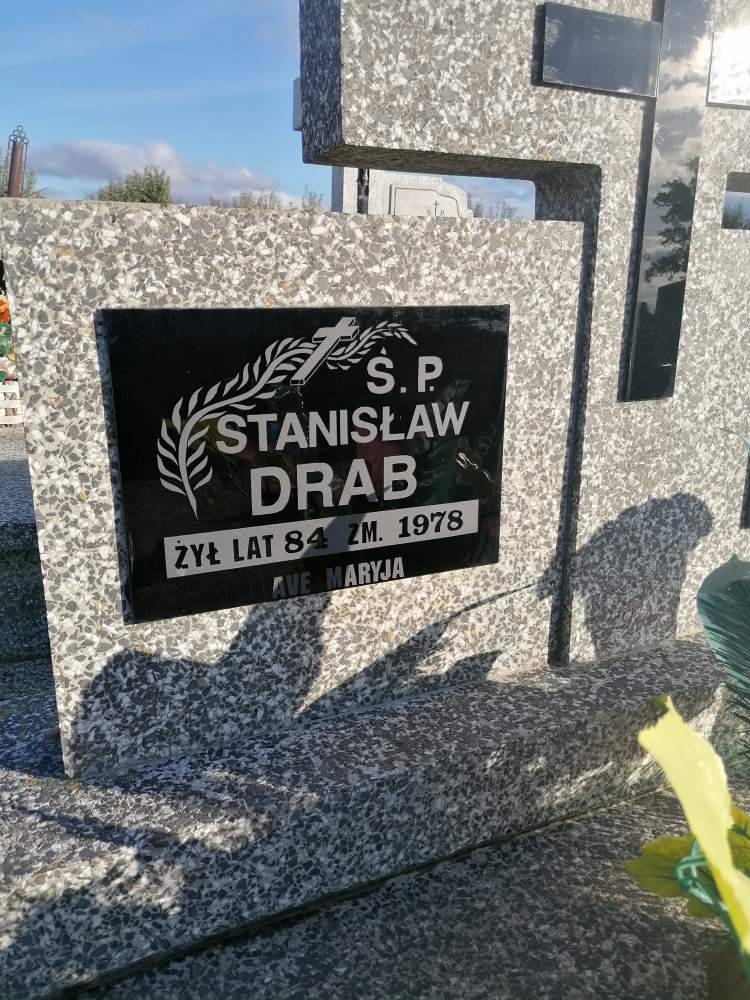 Ś.P.
STANISŁAW
DRAB
ŻYŁ LAT 84 ZM. 1978
AVE MARYJA
S P